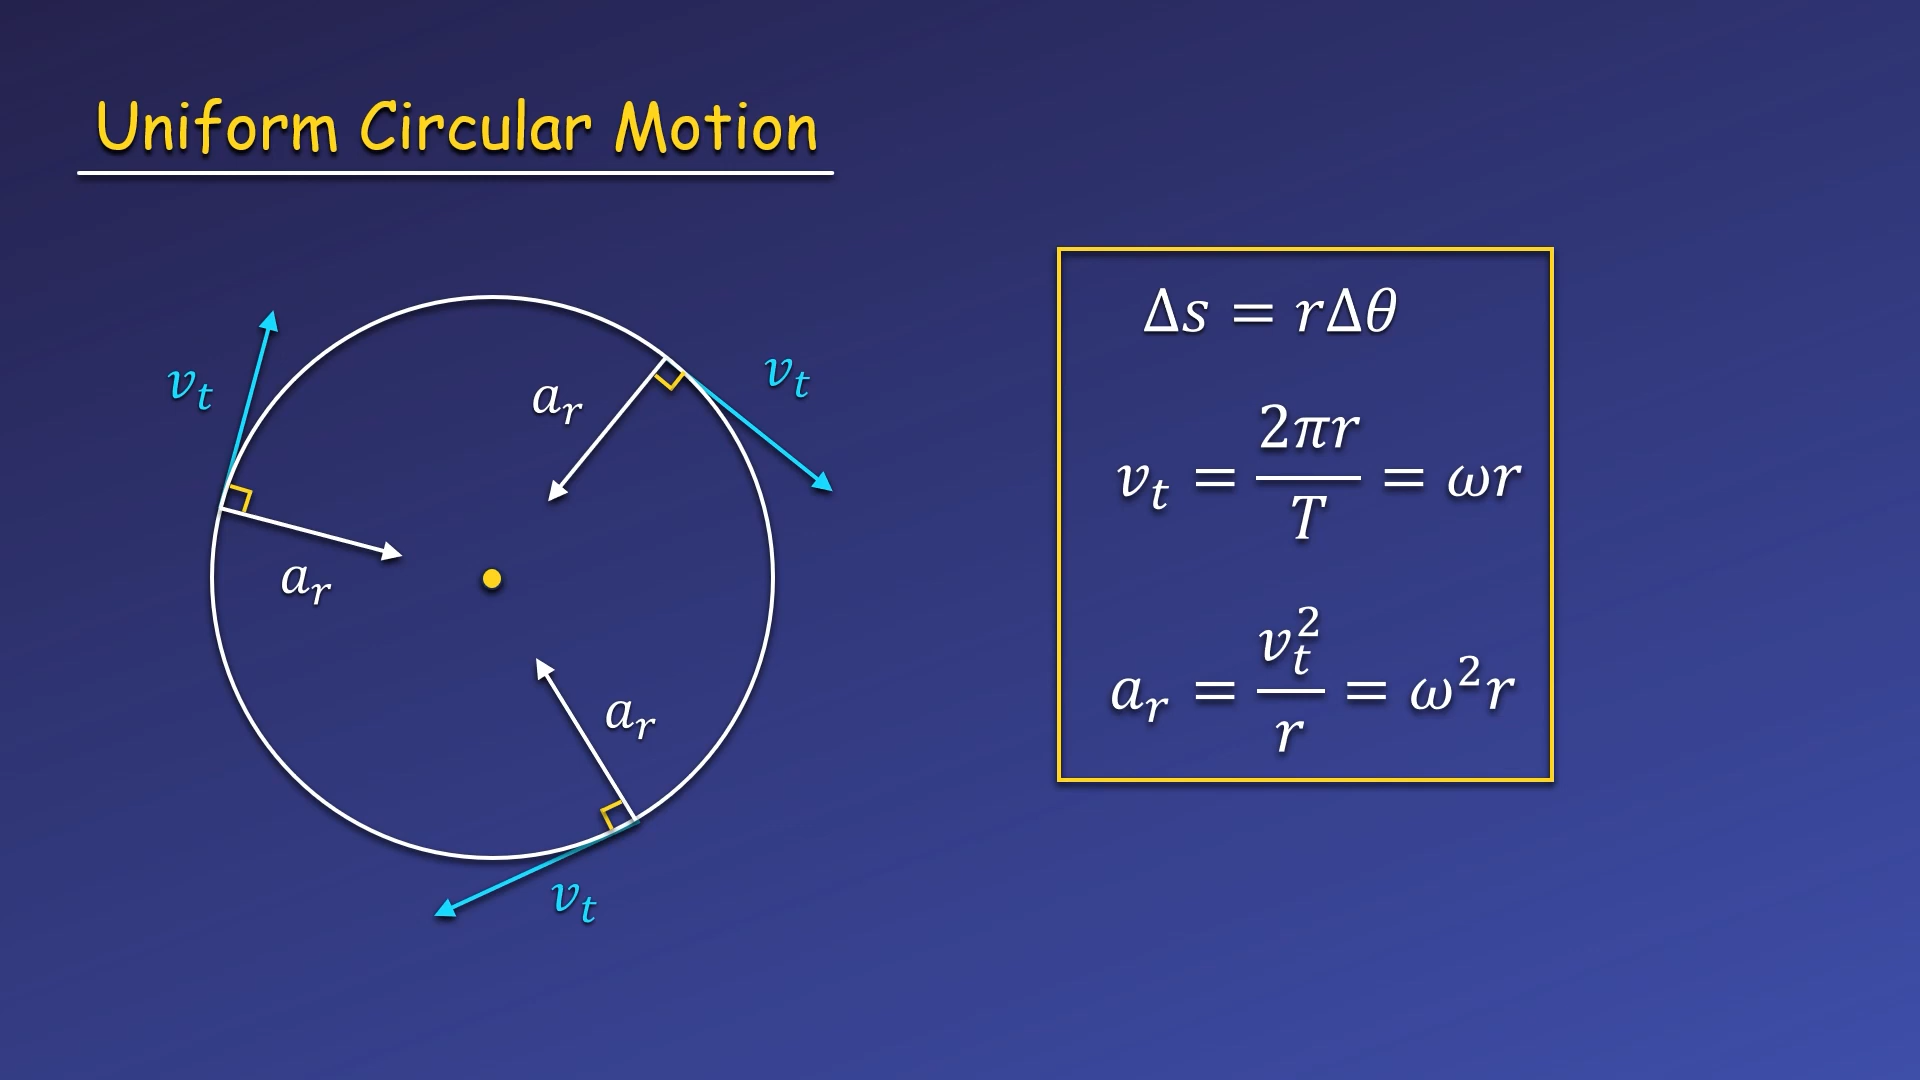 Uniform Circular Motion
v_t
a_r
v_t
a_r
a_r
v_t
Δs = rΔθ
v_t = 2πr/T = ωr
a_r = v_t²/r = ω²r